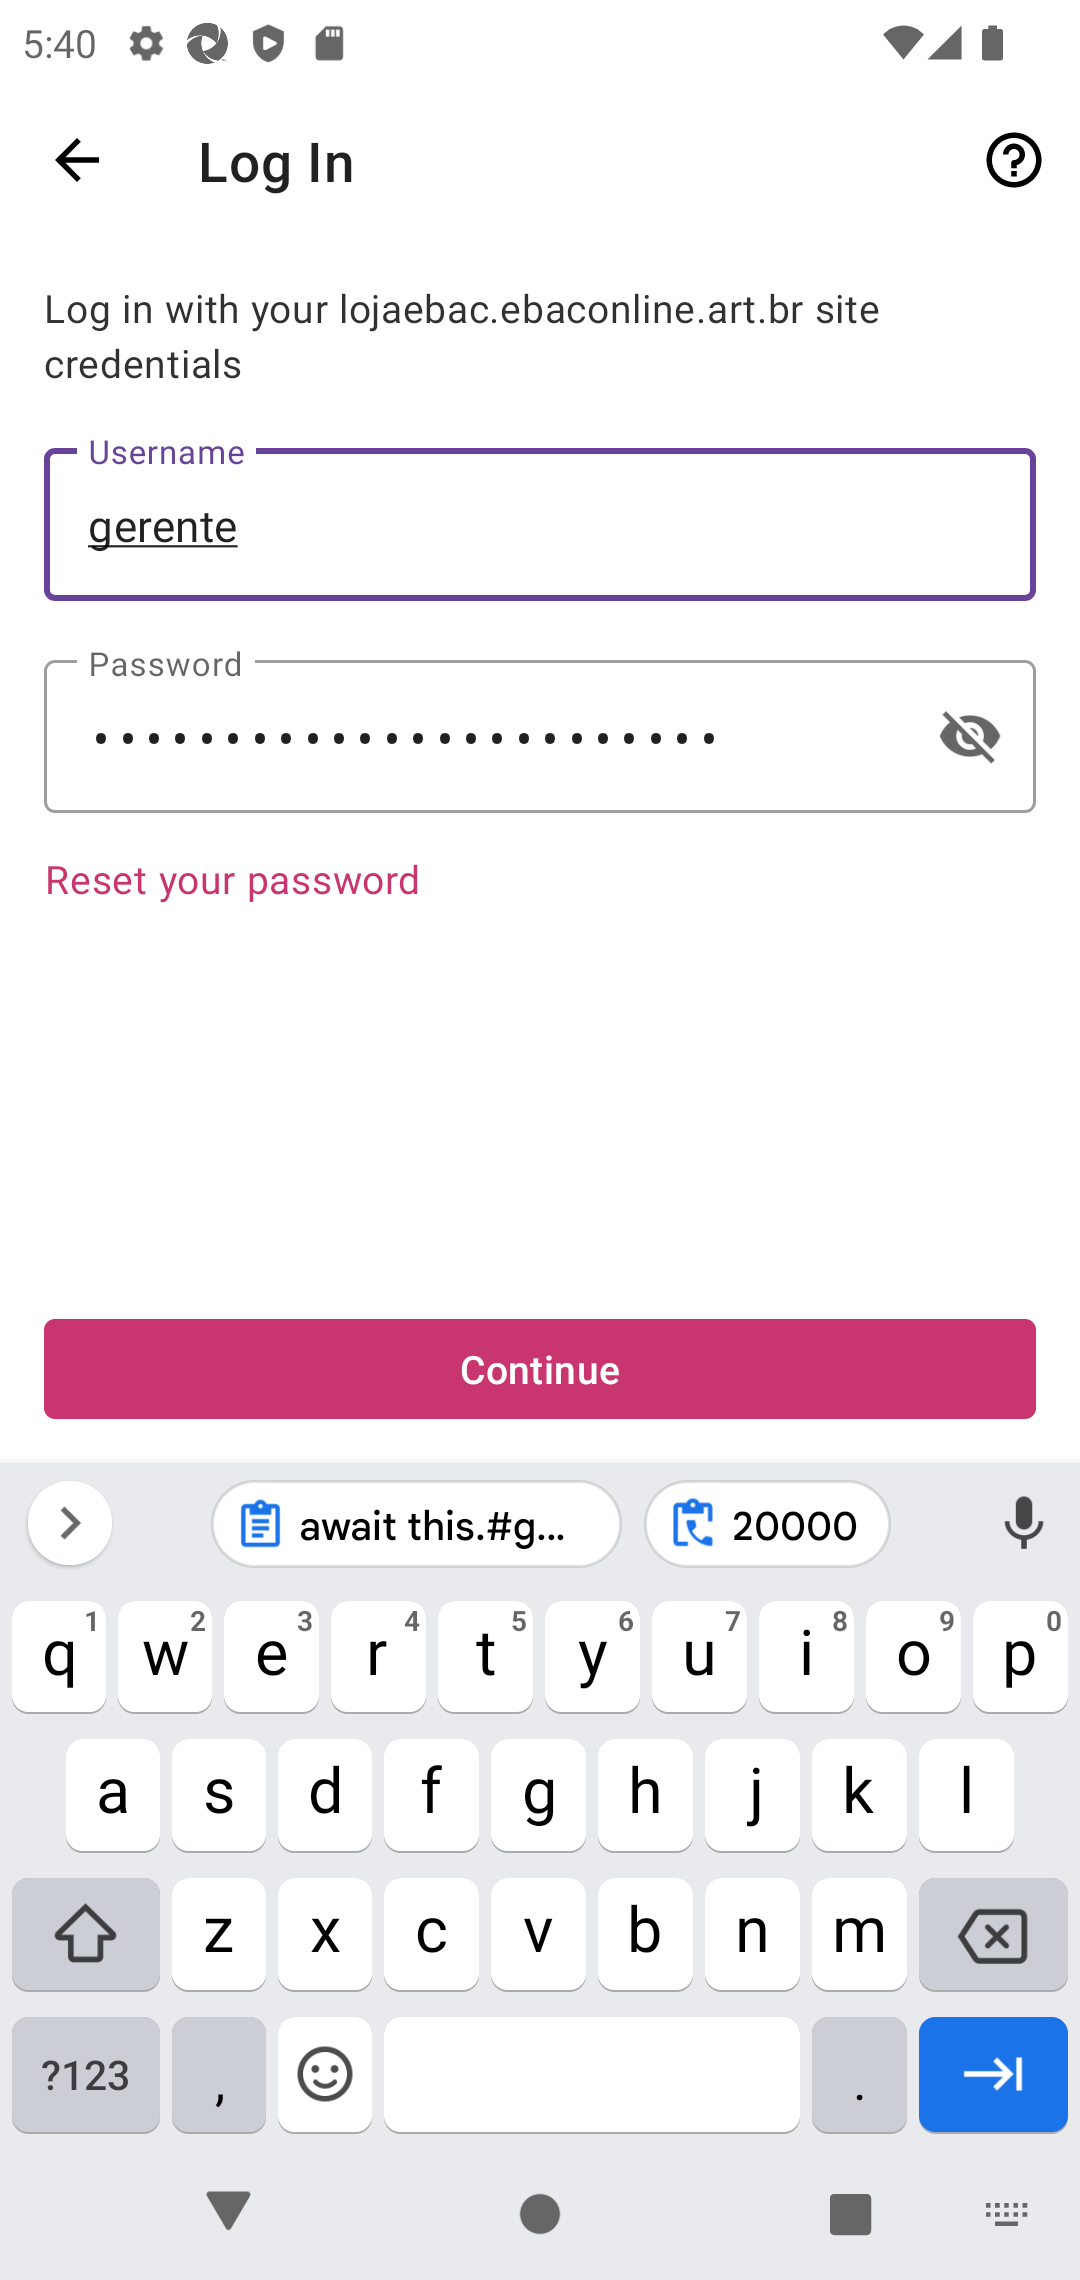 5:40
Log In
Log in with your lojaebac.ebaconline.art.br site
credentials
Username
gerente
Password
••••••••••••••••••••••••
Reset your password
Continue
await this.#g...
20000
q 1 w 2 e 3 r 4 t 5 y 6 u 7 i 8 o 9 p 0
a s d f g h j k l
z x c v b n m
?123 , .